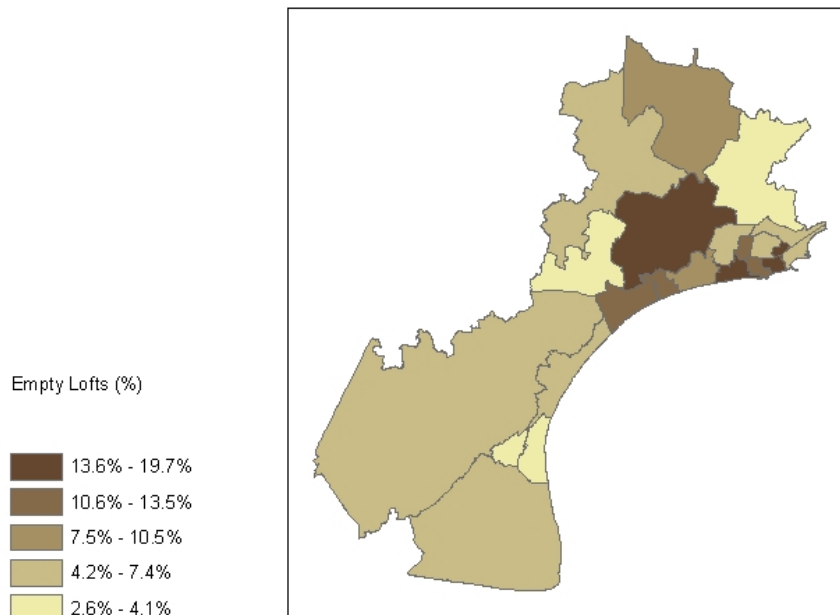 Empty Lofts (%)
13.6% - 19.7%
10.6% - 13.5%
7.5% - 10.5%
4.2% - 7.4%
2.6% - 4.1%